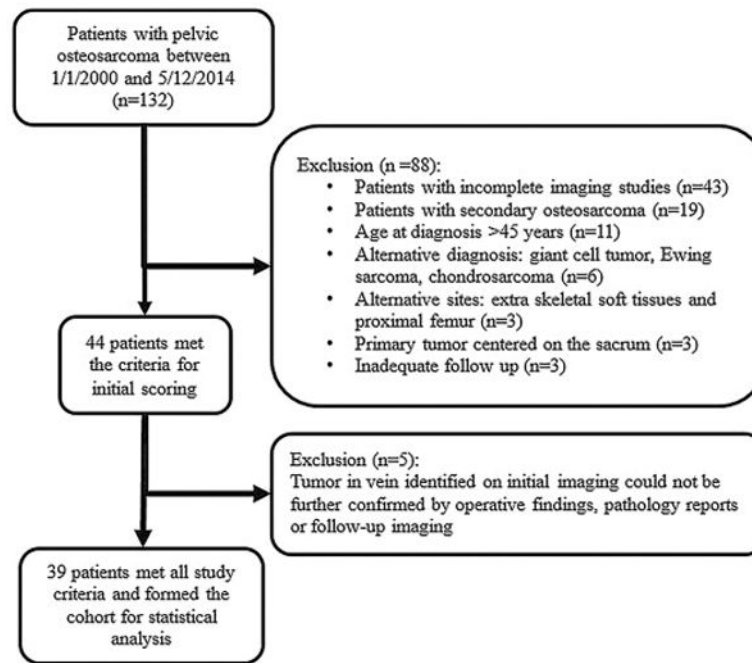 Patients with pelvic
osteosarcoma between
1/1/2000 and 5/12/2014
(n=132)
Exclusion (n =88):
• Patients with incomplete imaging studies (n=43)
• Patients with secondary osteosarcoma (n=19)
• Age at diagnosis >45 years (n=11)
• Alternative diagnosis: giant cell tumor, Ewing
sarcoma, chondrosarcoma (n=6)
• Alternative sites: extra skeletal soft tissues and
proximal femur (n=3)
• Primary tumor centered on the sacrum (n=3)
• Inadequate follow up (n=3)
44 patients met
the criteria for
initial scoring
Exclusion (n=5):
Tumor in vein identified on initial imaging could not be
further confirmed by operative findings, pathology reports
or follow-up imaging
39 patients met all study
criteria and formed the
cohort for statistical
analysis